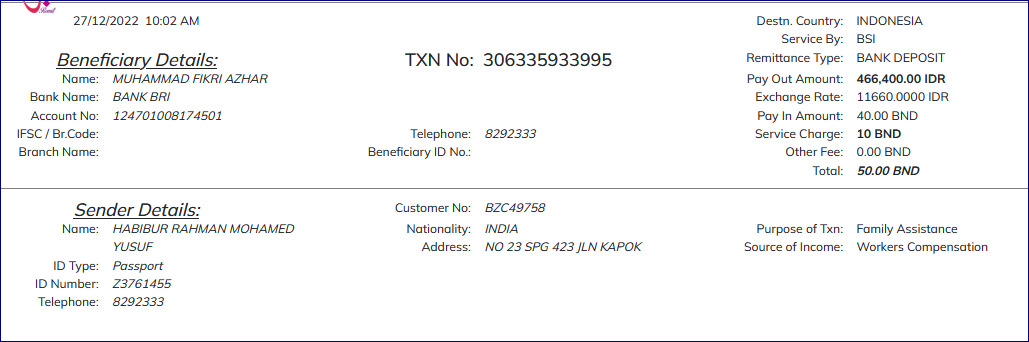 27/12/2022 10:02 AM
Destn. Country: INDONESIA
Service By: BSI
Beneficiary Details: TXN No: 306335933995 Remittance Type: BANK DEPOSIT
Name: MUHAMMAD FIKRI AZHAR Pay Out Amount: 466,400.00 IDR
Bank Name: BANK BRI Exchange Rate: 11660.0000 IDR
Account No: 124701008174501 Pay In Amount: 40.00 BND
IFSC / Br.Code: Telephone: 8292333 Service Charge: 10 BND
Branch Name: Beneficiary ID No.: Other Fee: 0.00 BND
Total: 50.00 BND
Sender Details: Customer No: BZC49758
Name: HABIBUR RAHMAN MOHAMED Nationality: INDIA Purpose of Txn: Family Assistance
YUSUF Address: NO 23 SPG 423 JLN KAPOK Source of Income: Workers Compensation
ID Type: Passport
ID Number: Z3761455
Telephone: 8292333